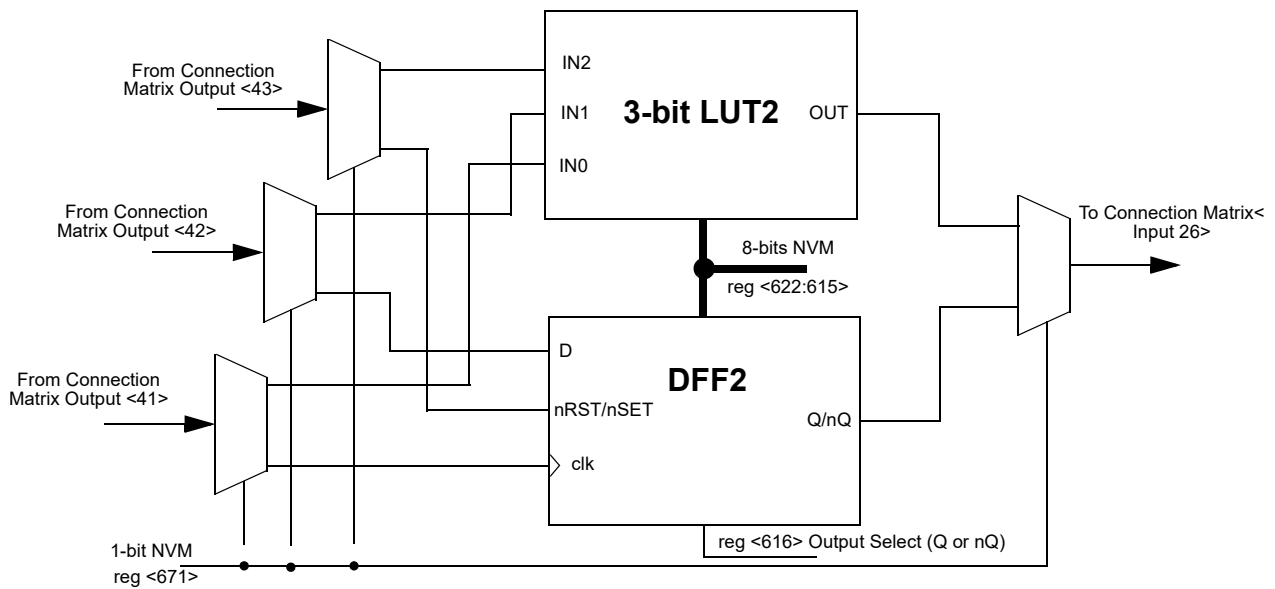 From Connection
Matrix Output <43>
IN2
IN1
3-bit LUT2
OUT
IN0
From Connection
Matrix Output <42>
To Connection Matrix<
Input 26>
8-bits NVM
reg <622:615>
D
DFF2
From Connection
Matrix Output <41>
nRST/nSET
Q/nQ
clk
reg <616> Output Select (Q or nQ)
1-bit NVM
reg <671>